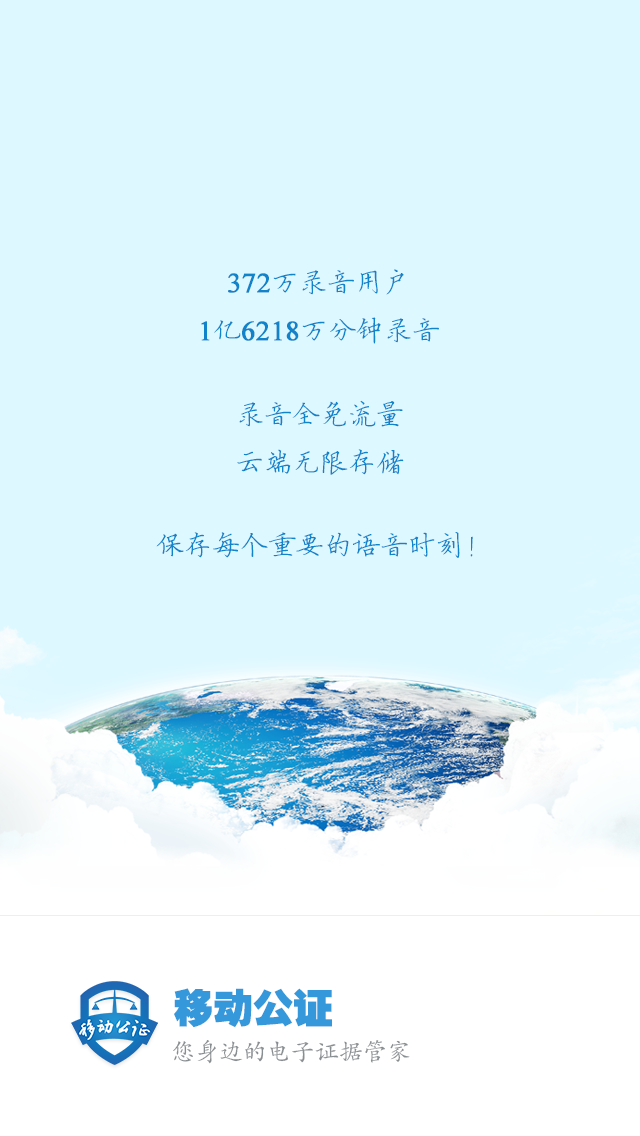 372万录音用户
1亿6218万分钟录音
录音全免流量
云端无限存储
保存每个重要的语音时刻!
移动公证
移动公证
您身边的电子证据管家